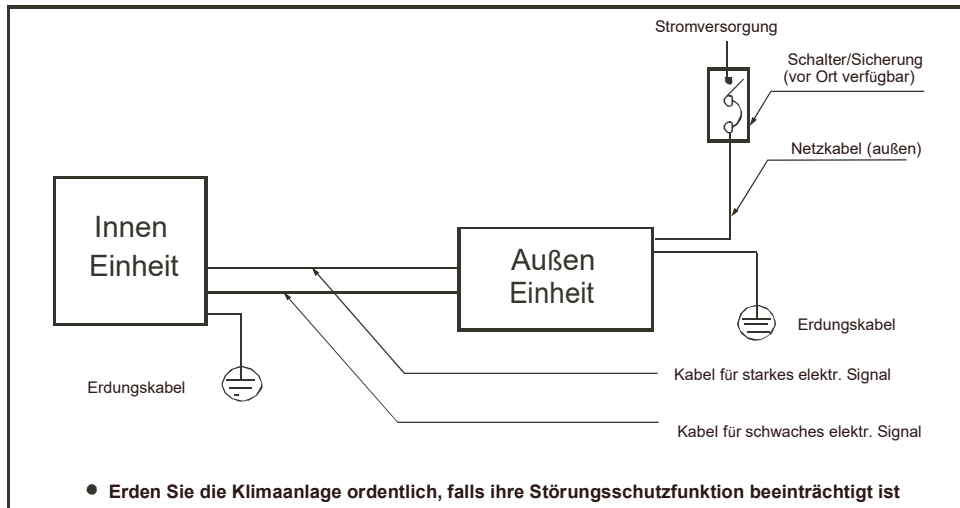 Stromversorgung
Schalter/Sicherung
(vor Ort verfügbar)
Netzkabel (außen)
Innen
Einheit
Außen
Einheit
Erdungskabel
Erdungskabel
Kabel für starkes elektr. Signal
Kabel für schwaches elektr. Signal
● Erden Sie die Klimaanlage ordentlich, falls ihre Störungsschutzfunktion beeinträchtigt ist